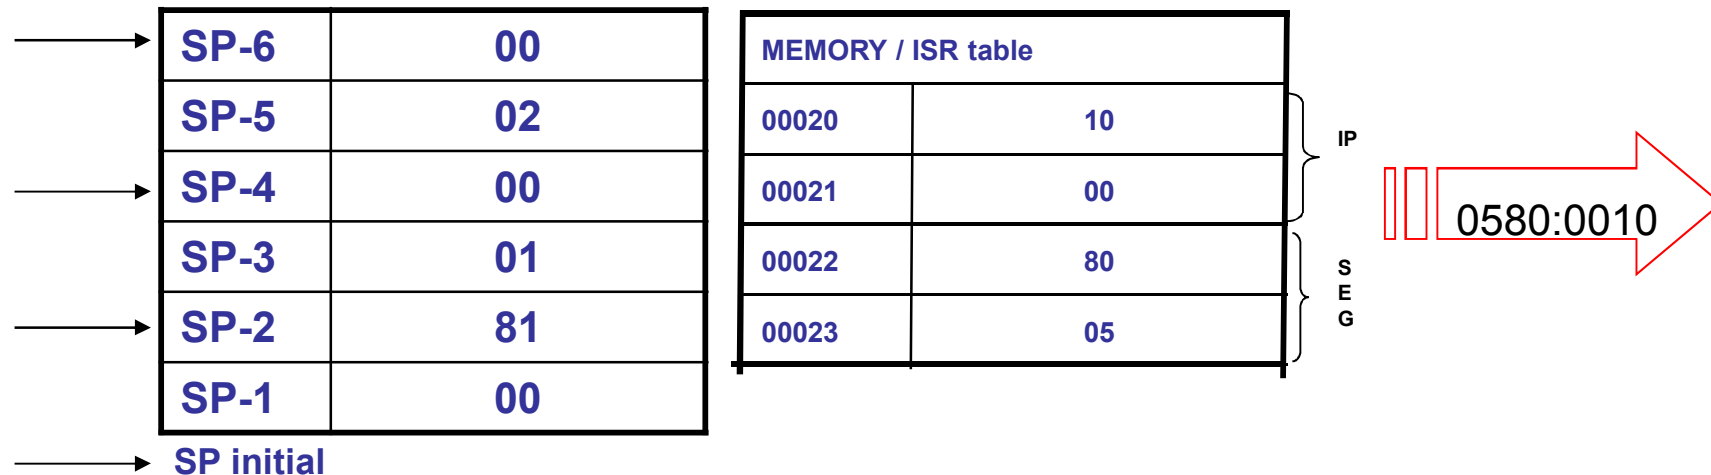 SP-6 00
SP-5 02
SP-4 00
SP-3 01
SP-2 81
SP-1 00
SP initial
MEMORY / ISR table
00020 10
00021 00
00022 80
00023 05
IP
S
E
G
0580:0010